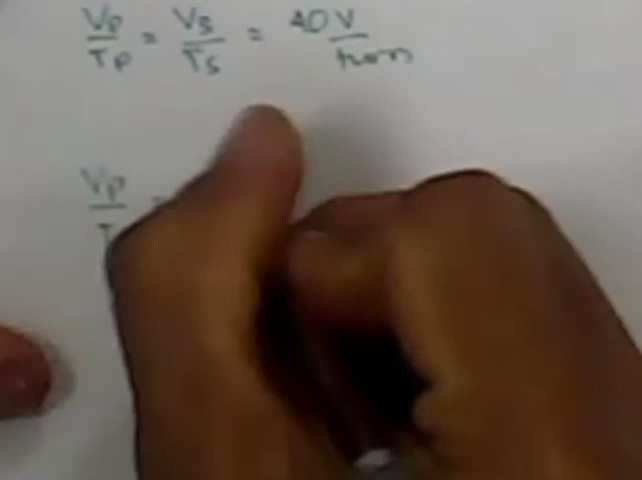 Vp/Tp = Vs/Ts = 40 V/turn
Vp/T =